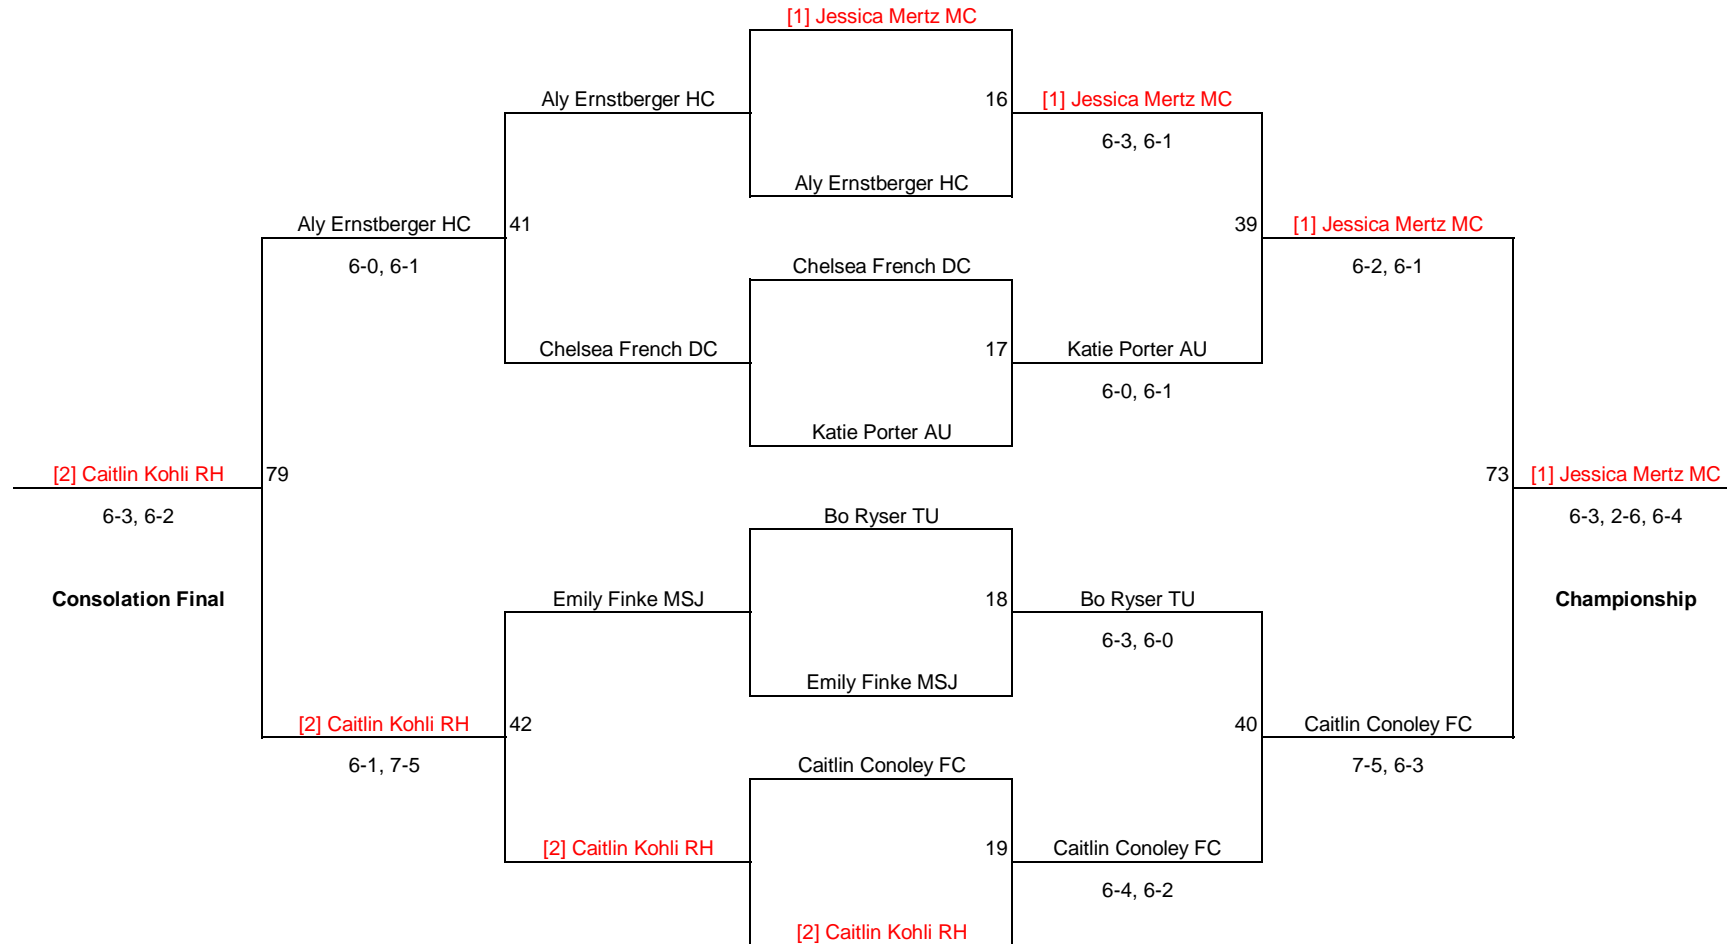 [1] Jessica Mertz MC
Aly Ernstberger HC
16
[1] Jessica Mertz MC
6-3, 6-1
Aly Ernstberger HC
Aly Ernstberger HC
41
39
[1] Jessica Mertz MC
6-0, 6-1
Chelsea French DC
6-2, 6-1
Chelsea French DC
17
Katie Porter AU
6-0, 6-1
Katie Porter AU
[2] Caitlin Kohli RH
79
73
[1] Jessica Mertz MC
6-3, 6-2
Bo Ryser TU
6-3, 2-6, 6-4
Consolation Final
Emily Finke MSJ
18
Bo Ryser TU
Championship
6-3, 6-0
Emily Finke MSJ
[2] Caitlin Kohli RH
42
40
Caitlin Conoley FC
6-1, 7-5
Caitlin Conoley FC
7-5, 6-3
[2] Caitlin Kohli RH
19
Caitlin Conoley FC
6-4, 6-2
[2] Caitlin Kohli RH